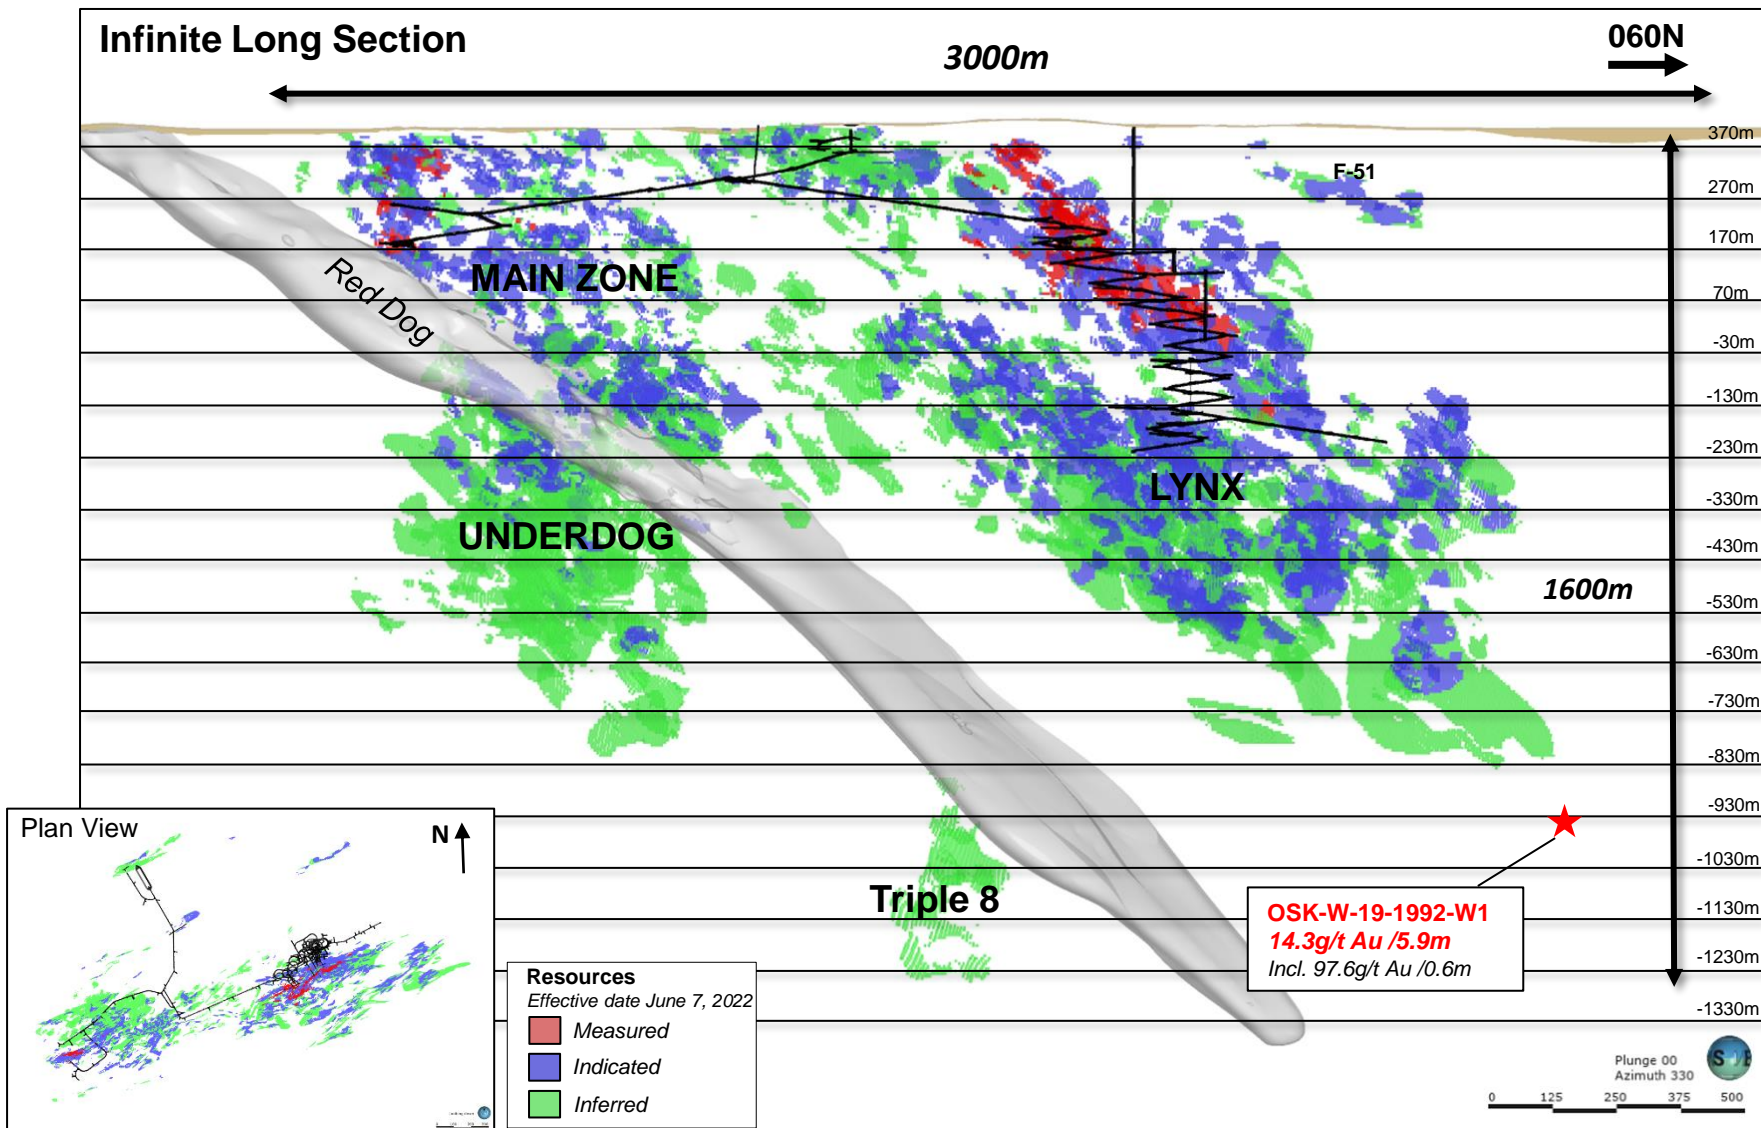 Infinite Long Section
3000m
060N
370m
F-51
270m
170m
Red Dog
MAIN ZONE
70m
-30m
-130m
-230m
LYNX
-330m
UNDERDOG
-430m
1600m
-530m
-630m
-730m
-830m
-930m
-1030m
Triple 8
-1130m
-1230m
-1330m
OSK-W-19-1992-W1
14.3g/t Au /5.9m
Incl. 97.6g/t Au /0.6m
Plan View
N
Resources
Effective date June 7, 2022
Measured
Indicated
Inferred
Plunge 00
Azimuth 330
0 125 250 375 500